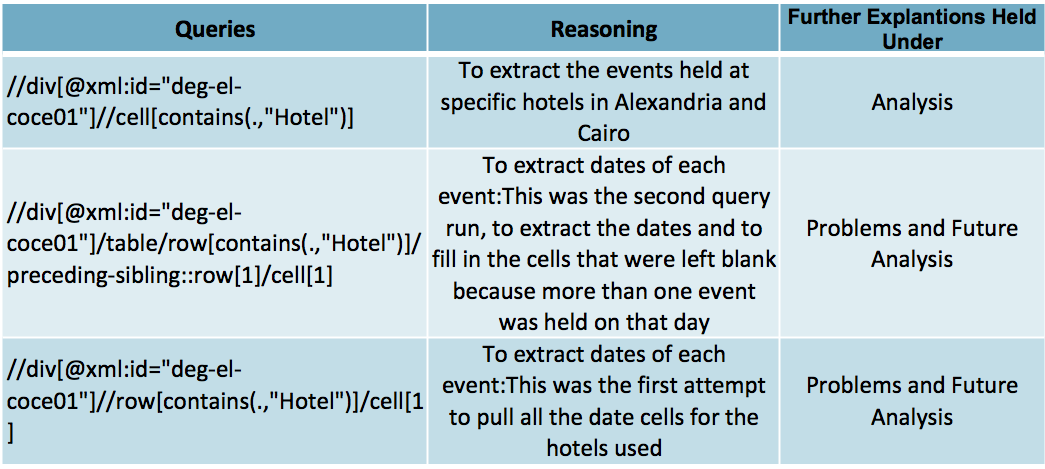 Queries
Reasoning
Further Explantions Held
Under
//div[@xml:id="deg-el-
coce01"]//cell[contains(.,"Hotel")]
To extract the events held at
specific hotels in Alexandria and
Cairo
Analysis
//div[@xml:id="deg-el-
coce01"]/table/row[contains(.,"Hotel")]/
preceding-sibling::row[1]/cell[1]
To extract dates of each
event:This was the second query
run, to extract the dates and to
fill in the cells that were left blank
because more than one event
was held on that day
Problems and Future
Analysis
//div[@xml:id="deg-el-
coce01"]//row[contains(.,"Hotel")]/cell[1
]
To extract dates of each
event:This was the first attempt
to pull all the date cells for the
hotels used
Problems and Future
Analysis